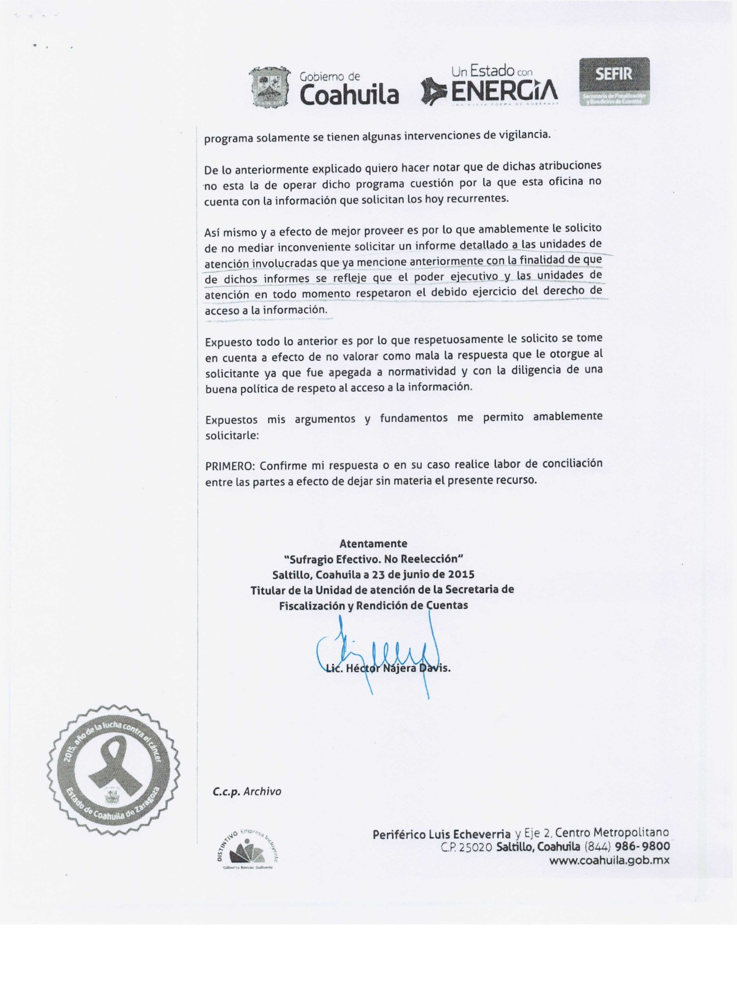 Gobierno de
Coahuila
Un Estado con
ENERGÍA
UNA NUEVA FORMA DE GOBERNAR
SEFIR
Secretaría de Fiscalización
y Rendición de Cuentas
programa solamente se tienen algunas intervenciones de vigilancia.
De lo anteriormente explicado quiero hacer notar que de dichas atribuciones
no esta la de operar dicho programa cuestión por la que esta oficina no
cuenta con la información que solicitan los hoy recurrentes.
Así mismo y a efecto de mejor proveer es por lo que amablemente le solicito
de no mediar inconveniente solicitar un informe detallado a las unidades de
atención involucradas que ya mencione anteriormente con la finalidad de que
de dichos informes se refleje que el poder ejecutivo y las unidades de
atención en todo momento respetaron el debido ejercicio del derecho de
acceso a la información.
Expuesto todo lo anterior es por lo que respetuosamente le solicito se tome
en cuenta a efecto de no valorar como mala la respuesta que le otorgue al
solicitante ya que fue apegada a normatividad y con la diligencia de una
buena política de respeto al acceso a la información.
Expuestos mis argumentos y fundamentos me permito amablemente
solicitarle:
PRIMERO: Confirme mi respuesta o en su caso realice labor de conciliación
entre las partes a efecto de dejar sin materia el presente recurso.
Atentamente
“Sufragio Efectivo. No Reelección”
Saltillo, Coahuila a 23 de junio de 2015
Titular de la Unidad de atención de la Secretaria de
Fiscalización y Rendición de Cuentas
Lic. Héctor Nájera Davis.
2015, año de la lucha contra el cáncer
Estado de Coahuila de Zaragoza
C.c.p. Archivo
DISTINTIVO Empresa Incluyente
Gilberto Rincón Gallardo
Periférico Luis Echeverria y Eje 2, Centro Metropolitano
C.P. 25020 Saltillo, Coahuila (844) 986-9800
www.coahuila.gob.mx